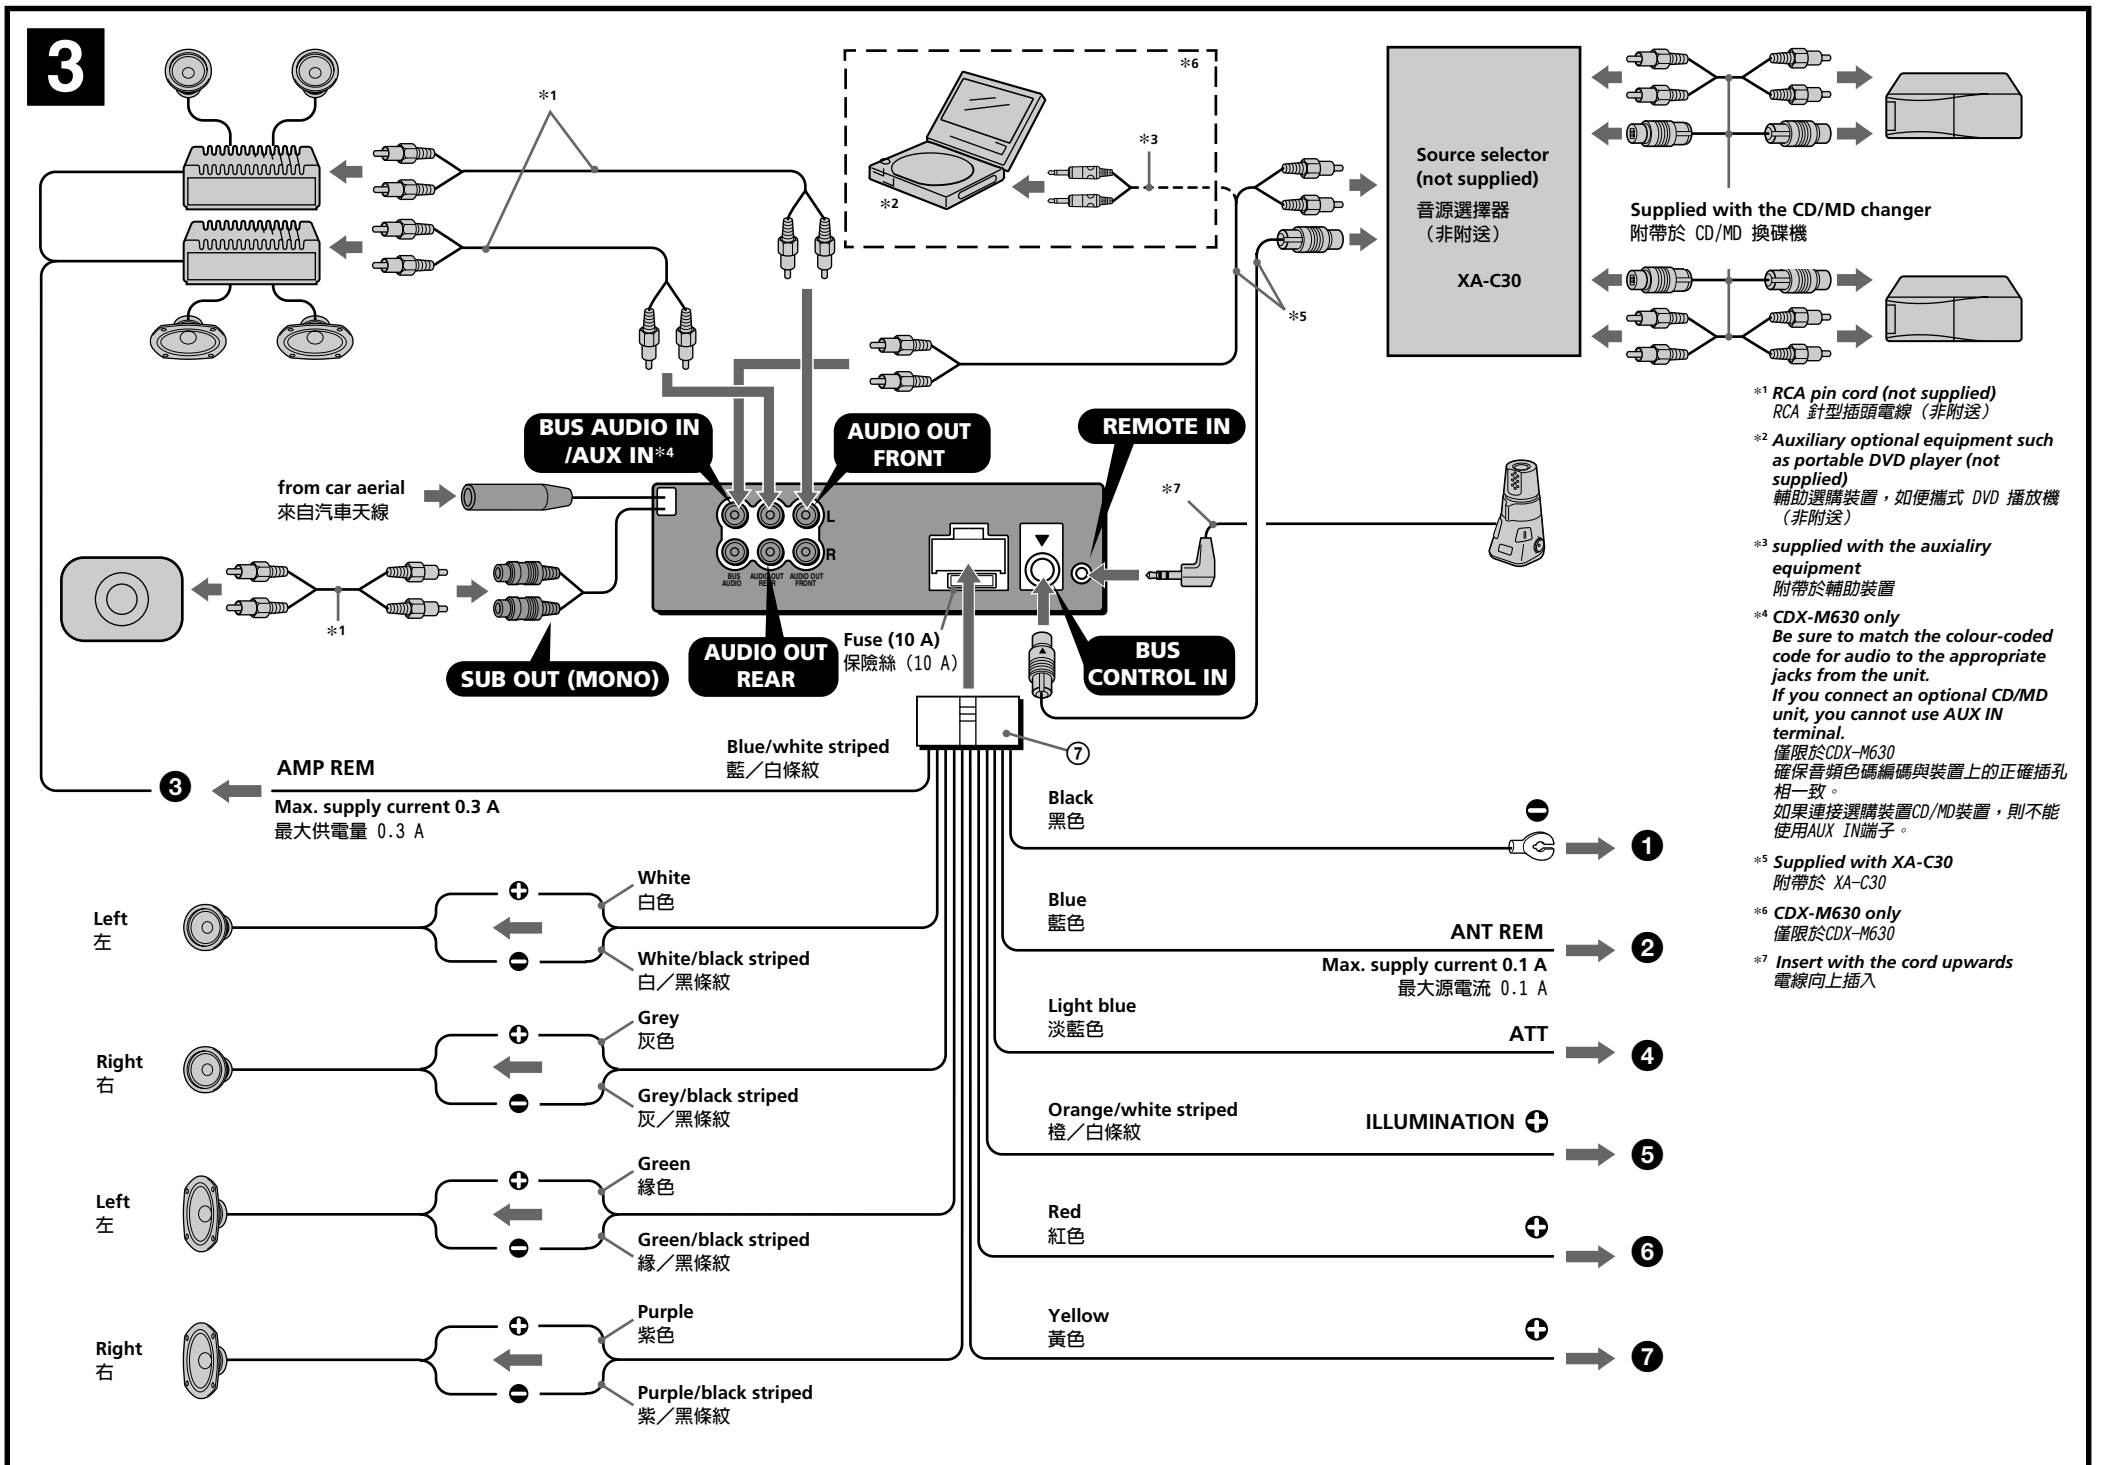 3
*1
*6
*3
*2
*5
Source selector
(not supplied)
音源選擇器
（非附送）
XA-C30
Supplied with the CD/MD changer
附帶於 CD/MD 換碟機
BUS AUDIO IN
/AUX IN*4
AUDIO OUT
FRONT
REMOTE IN
from car aerial
來自汽車天線
*7
L
R
BUS
AUDIO
AUDIO OUT
REAR
AUDIO OUT
FRONT
*1
SUB OUT (MONO)
AUDIO OUT
REAR
Fuse (10 A)
保險絲 (10 A)
BUS
CONTROL IN
7
Blue/white striped
藍／白條紋
3
AMP REM
Max. supply current 0.3 A
最大供電量 0.3 A
Left
左
White
白色
White/black striped
白／黑條紋
Right
右
Grey
灰色
Grey/black striped
灰／黑條紋
Left
左
Green
緣色
Green/black striped
緣／黑條紋
Right
右
Purple
紫色
Purple/black striped
紫／黑條紋
Black
黑色
1
Blue
藍色
ANT REM
Max. supply current 0.1 A
最大源電流 0.1 A
2
Light blue
淡藍色
ATT
4
Orange/white striped
橙／白條紋
ILLUMINATION +
5
Red
紅色
6
Yellow
黃色
7
*1 RCA pin cord (not supplied)
RCA 針型插頭電線（非附送）
*2 Auxiliary optional equipment such
as portable DVD player (not
supplied)
輔助選購裝置，如便攜式 DVD 播放機
（非附送）
*3 supplied with the auxialiry
equipment
附帶於輔助裝置
*4 CDX-M630 only
Be sure to match the colour-coded
code for audio to the appropriate
jacks from the unit.
If you connect an optional CD/MD
unit, you cannot use AUX IN
terminal.
僅限於CDX-M630
確保音頻色碼編碼與裝置上的正確插孔
相一致。
如果連接選購裝置CD/MD裝置，則不能
使用AUX IN端子。
*5 Supplied with XA-C30
附帶於 XA-C30
*6 CDX-M630 only
僅限於CDX-M630
*7 Insert with the cord upwards
電線向上插入